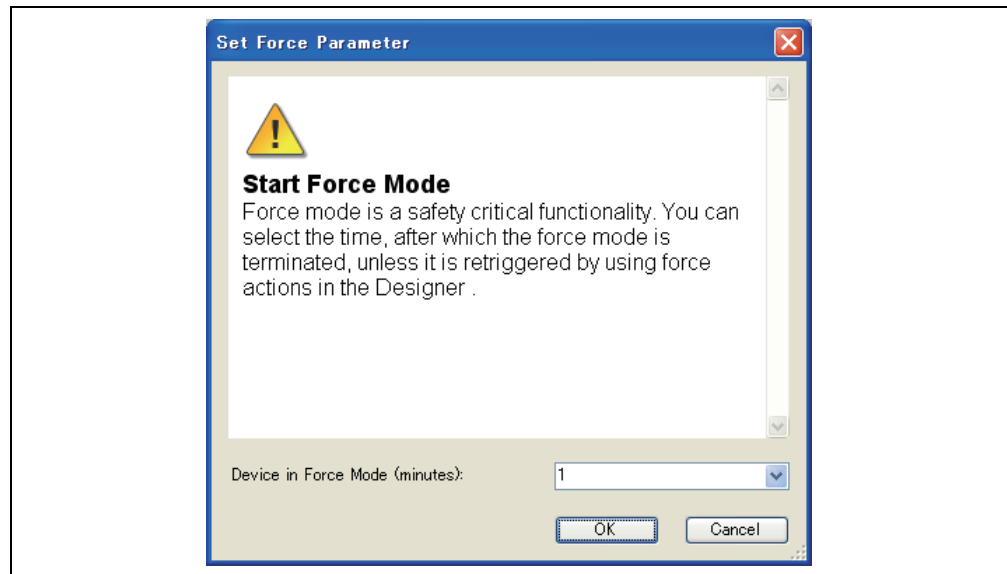 Set Force Parameter
Start Force Mode
Force mode is a safety critical functionality. You can
select the time, after which the force mode is
terminated, unless it is retriggered by using force
actions in the Designer .
Device in Force Mode (minutes):
1
OK
Cancel